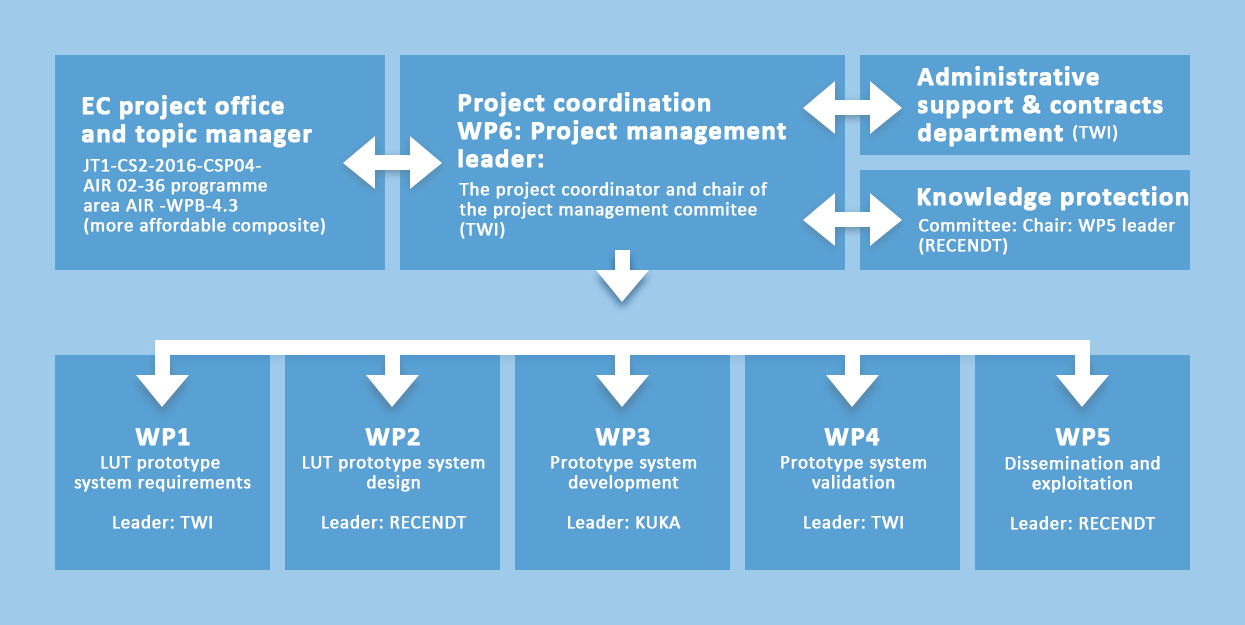 EC project office
and topic manager
JT1-CS2-2016-CSP04-
AIR 02-36 programme
area AIR -WPB-4.3
(more affordable composite)
Project coordination
WP6: Project management
leader:
The project coordinator and chair of
the project management commitee
(TWI)
Administrative
support & contracts
department (TWI)
Knowledge protection
Committee: Chair: WP5 leader
(RECENDT)
WP1
LUT prototype
system requirements
Leader: TWI
WP2
LUT prototype system
design
Leader: RECENDT
WP3
Prototype system
development
Leader: KUKA
WP4
Prototype system
validation
Leader: TWI
WP5
Dissemination and
exploitation
Leader: RECENDT